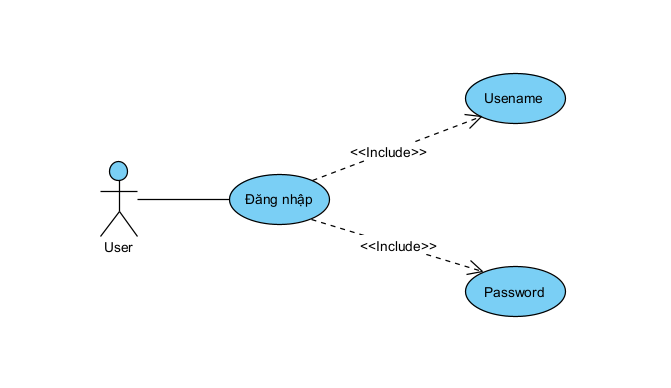 Usename
<<Include>>
Đăng nhập
User
<<Include>>
Password